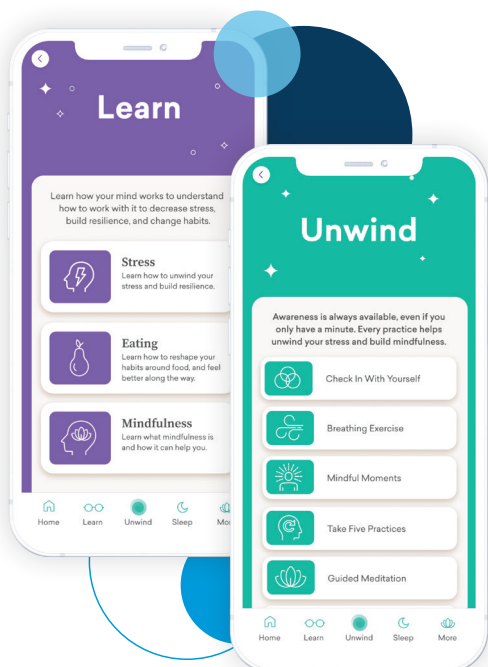 Learn
Learn how your mind works to understand
how to work with it to decrease stress,
build resilience, and change habits.
Stress
Learn how to unwind your
stress and build resilience.
Eating
Learn how to reshape your
habits around food, and feel
better along the way.
Mindfulness
Learn what mindfulness is
and how it can help you.
Home Learn Unwind Sleep Mor
Unwind
Awareness is always available, even if you
only have a minute. Every practice helps
unwind your stress and build mindfulness.
Check In With Yourself
Breathing Exercise
Mindful Moments
Take Five Practices
Guided Meditation
Home Learn Unwind Sleep More